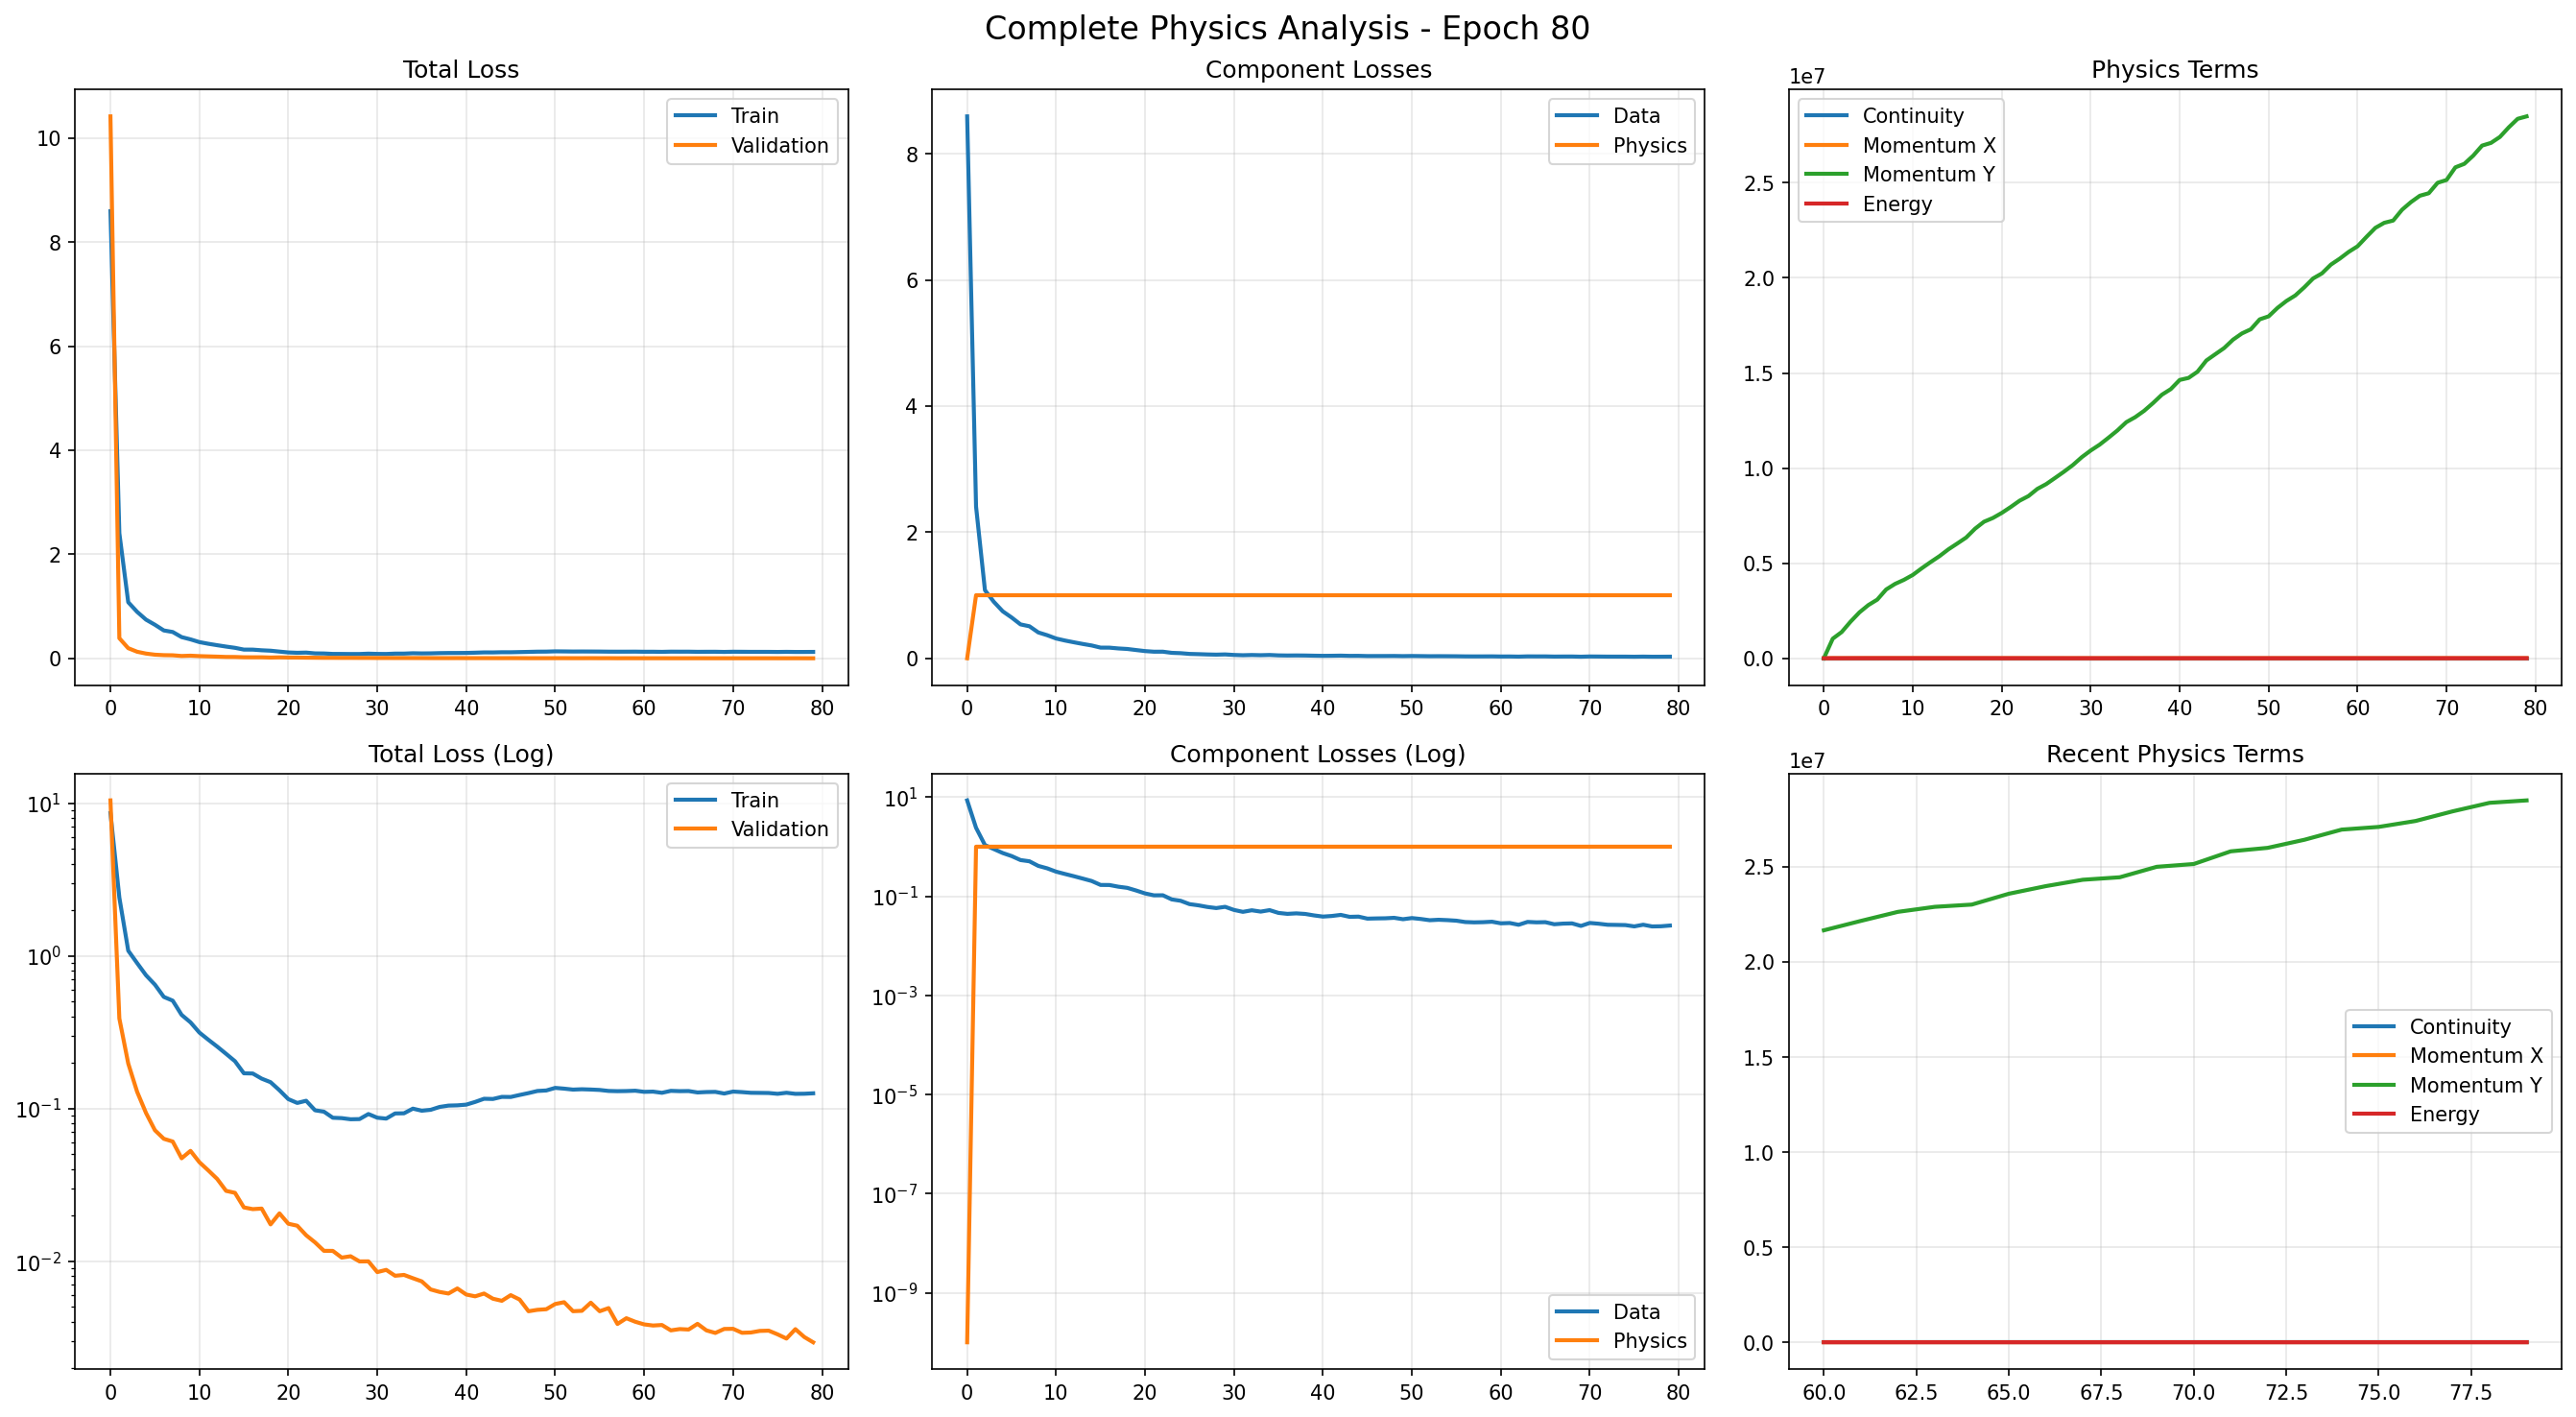 Complete Physics Analysis - Epoch 80
Total Loss
10
8
6
4
2
0
0 10 20 30 40 50 60 70 80
Train
Validation
Component Losses
8
6
4
2
0
0 10 20 30 40 50 60 70 80
Data
Physics
Physics Terms
1e7
2.5
2.0
1.5
1.0
0.5
0.0
0 10 20 30 40 50 60 70 80
Continuity
Momentum X
Momentum Y
Energy
Total Loss (Log)
10¹
10⁰
10⁻¹
10⁻²
0 10 20 30 40 50 60 70 80
Train
Validation
Component Losses (Log)
10¹
10⁻¹
10⁻³
10⁻⁵
10⁻⁷
10⁻⁹
0 10 20 30 40 50 60 70 80
Data
Physics
Recent Physics Terms
1e7
2.5
2.0
1.5
1.0
0.5
0.0
60.0 62.5 65.0 67.5 70.0 72.5 75.0 77.5
Continuity
Momentum X
Momentum Y
Energy